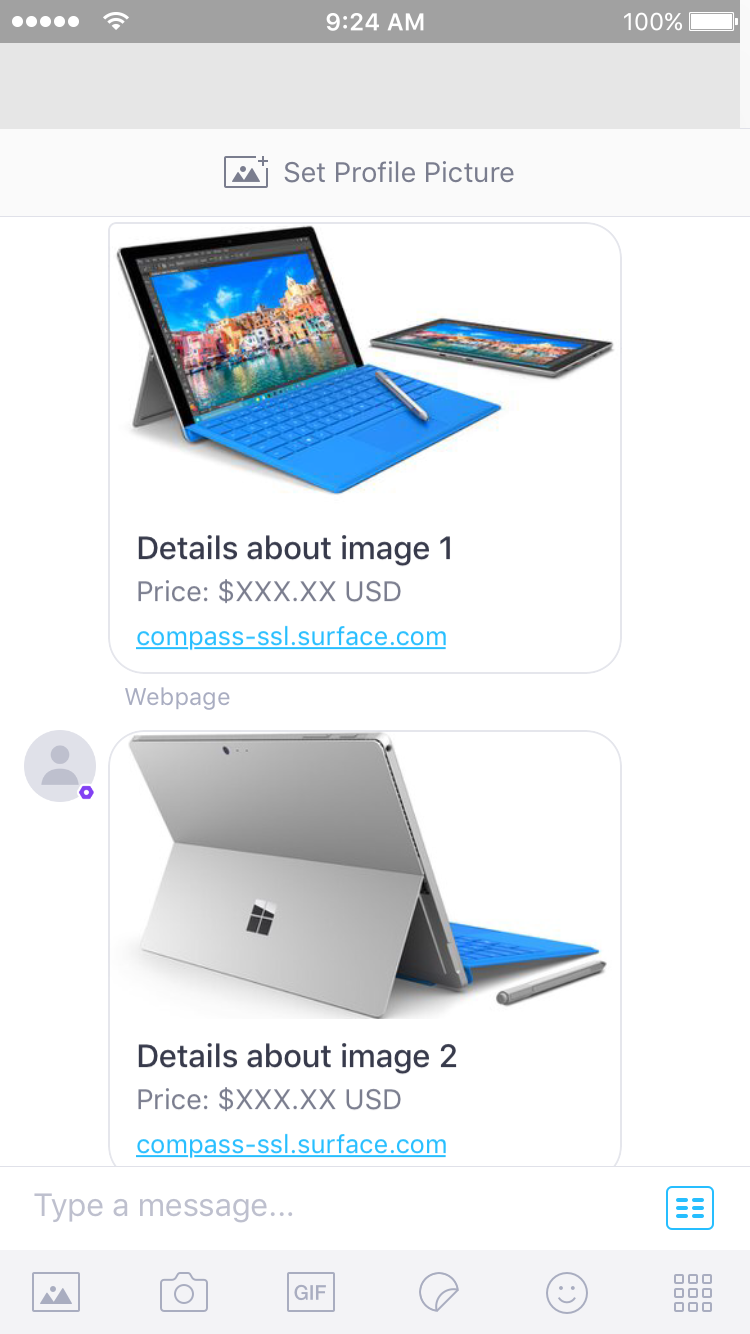 9:24 AM
100%
Set Profile Picture
Details about image 1
Price: $XXX.XX USD
compass-ssl.surface.com
Webpage
Details about image 2
Price: $XXX.XX USD
compass-ssl.surface.com
Type a message...
GIF